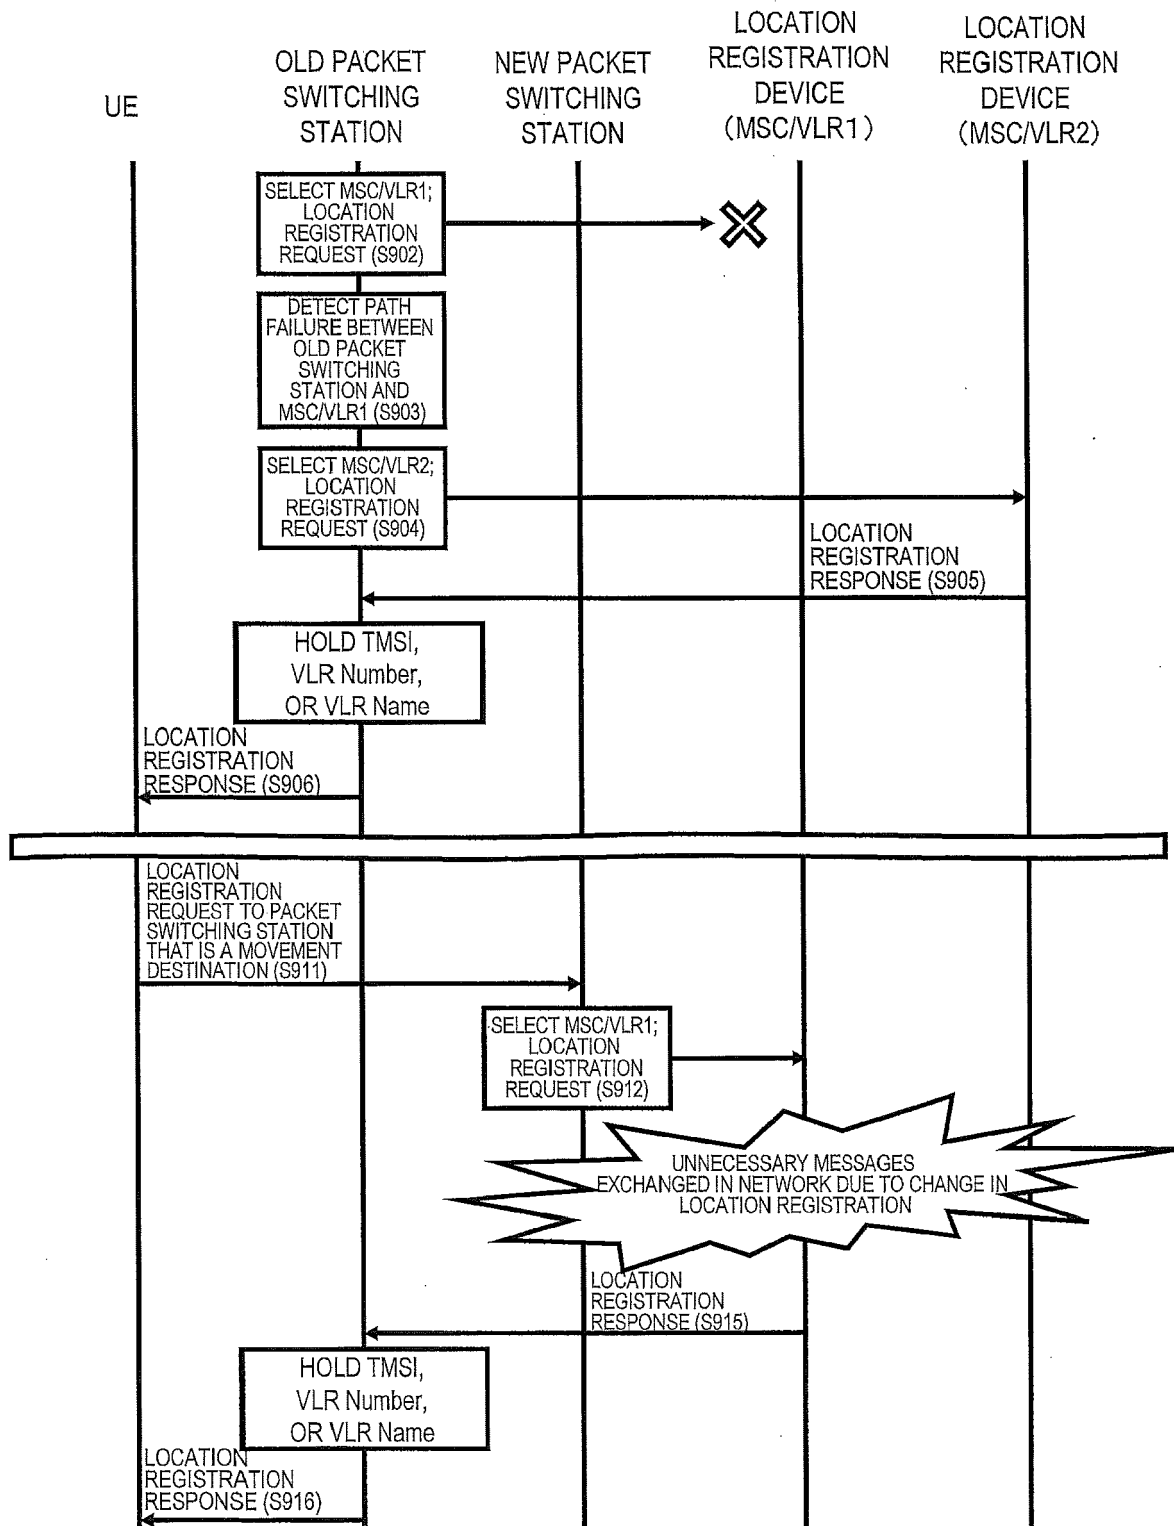 UE
OLD PACKET
SWITCHING
STATION
NEW PACKET
SWITCHING
STATION
LOCATION
REGISTRATION
DEVICE
(MSC/VLR1)
LOCATION
REGISTRATION
DEVICE
(MSC/VLR2)
SELECT MSC/VLR1;
LOCATION
REGISTRATION
REQUEST (S902)
DETECT PATH
FAILURE BETWEEN
OLD PACKET
SWITCHING
STATION AND
MSC/VLR1 (S903)
SELECT MSC/VLR2;
LOCATION
REGISTRATION
REQUEST (S904)
LOCATION
REGISTRATION
RESPONSE (S905)
HOLD TMSI,
VLR Number,
OR VLR Name
LOCATION
REGISTRATION
RESPONSE (S906)
LOCATION
REGISTRATION
REQUEST TO PACKET
SWITCHING STATION
THAT IS A MOVEMENT
DESTINATION (S911)
SELECT MSC/VLR1;
LOCATION
REGISTRATION
REQUEST (S912)
UNNECESSARY MESSAGES
EXCHANGED IN NETWORK DUE TO CHANGE IN
LOCATION REGISTRATION
LOCATION
REGISTRATION
RESPONSE (S915)
HOLD TMSI,
VLR Number,
OR VLR Name
LOCATION
REGISTRATION
RESPONSE (S916)